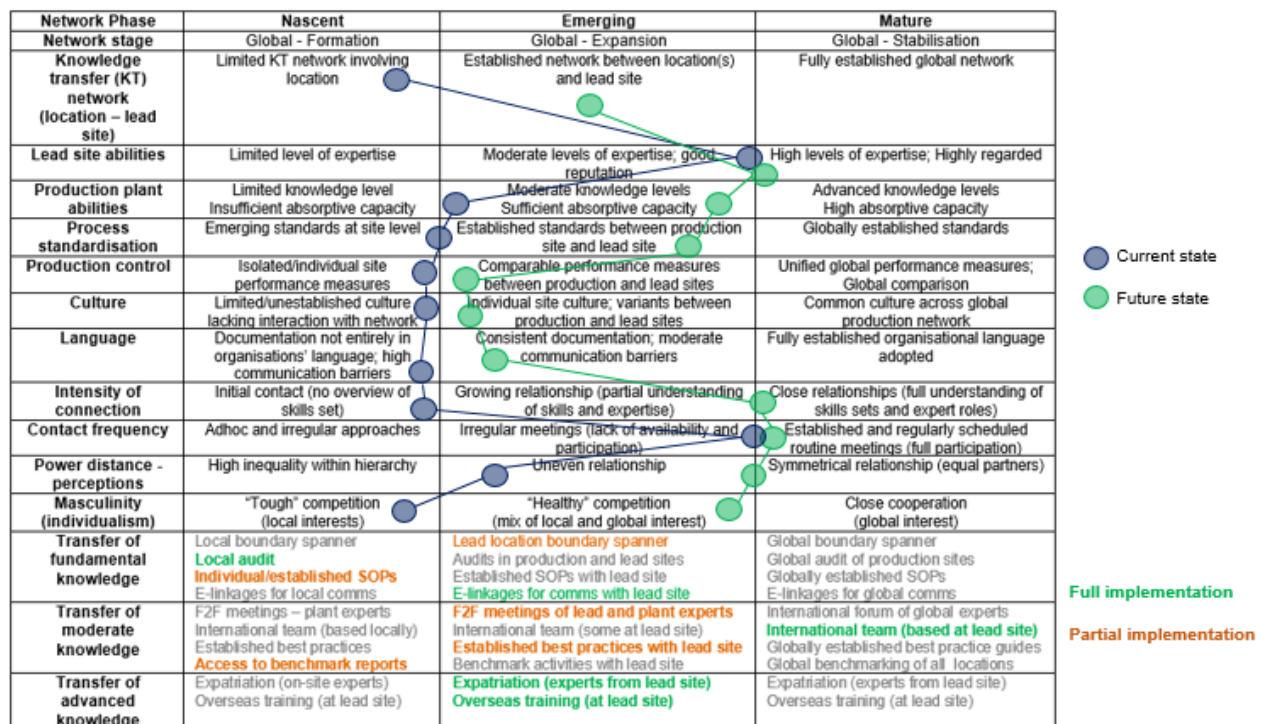 Network Phase Nascent Emerging Mature
Network stage Global - Formation Global - Expansion Global - Stabilisation
Knowledge transfer (KT) network (location – lead site)
Limited KT network involving location
Established network between location(s) and lead site
Fully established global network
Lead site abilities
Limited level of expertise
Moderate levels of expertise; good reputation
High levels of expertise; Highly regarded
Production plant abilities
Limited knowledge level
Insufficient absorptive capacity
Moderate knowledge levels
Sufficient absorptive capacity
Advanced knowledge levels
High absorptive capacity
Process standardisation
Emerging standards at site level
Established standards between production site and lead site
Globally established standards
Production control
Isolated/individual site performance measures
Comparable performance measures between production and lead sites
Unified global performance measures; Global comparison
Culture
Limited/unestablished culture lacking interaction with network
Individual site culture; variants between production and lead sites
Common culture across global production network
Language
Documentation not entirely in organisations' language; high communication barriers
Consistent documentation; moderate communication barriers
Fully established organisational language adopted
Intensity of connection
Initial contact (no overview of skills set)
Growing relationship (partial understanding of skills and expertise)
Close relationships (full understanding of skills sets and expert roles)
Contact frequency
Adhoc and irregular approaches
Irregular meetings (lack of availability and participation)
Established and regularly scheduled routine meetings (full participation)
Power distance - perceptions
High inequality within hierarchy
Uneven relationship
Symmetrical relationship (equal partners)
Masculinity (individualism)
"Tough" competition (local interests)
"Healthy" competition (mix of local and global interest)
Close cooperation (global interest)
Transfer of fundamental knowledge
Local boundary spanner
Local audit
Individual/established SOPs
E-linkages for local comms
Lead location boundary spanner
Audits in production and lead sites
Established SOPs with lead site
E-linkages for comms with lead site
Global boundary spanner
Global audit of production sites
Globally established SOPs
E-linkages for global comms
Transfer of moderate knowledge
F2F meetings – plant experts
International team (based locally)
Established best practices
Access to benchmark reports
F2F meetings of lead and plant experts
International team (some at lead site)
Established best practices with lead site
Benchmark activities with lead site
International forum of global experts
International team (based at lead site)
Globally established best practice guides
Global benchmarking of all locations
Transfer of advanced knowledge
Expatriation (on-site experts)
Overseas training (at lead site)
Expatriation (experts from lead site)
Overseas training (at lead site)
Expatriation (experts from lead site)
Overseas training (at lead site)
Current state
Future state
Full implementation
Partial implementation